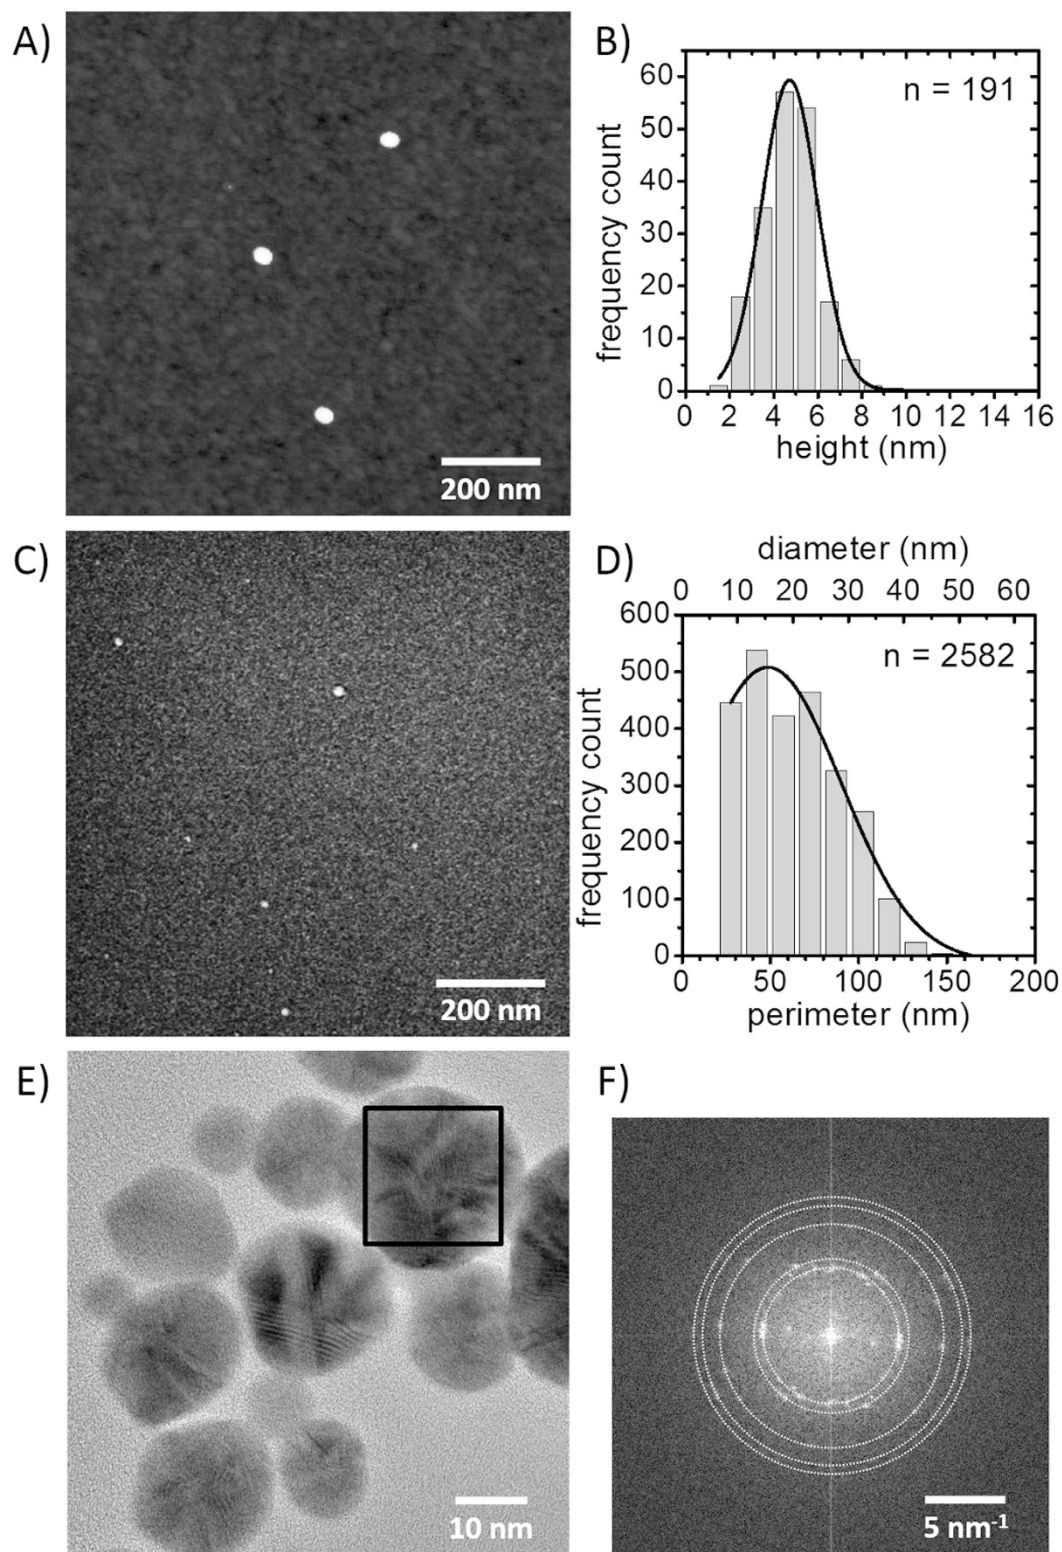 A)
200 nm
B)
n = 191
frequency count
60
50
40
30
20
10
0
0 2 4 6 8 10 12 14 16
height (nm)
C)
200 nm
D)
diameter (nm)
0 10 20 30 40 50 60
n = 2582
frequency count
600
500
400
300
200
100
0
0 50 100 150 200
perimeter (nm)
E)
10 nm
F)
5 nm-1